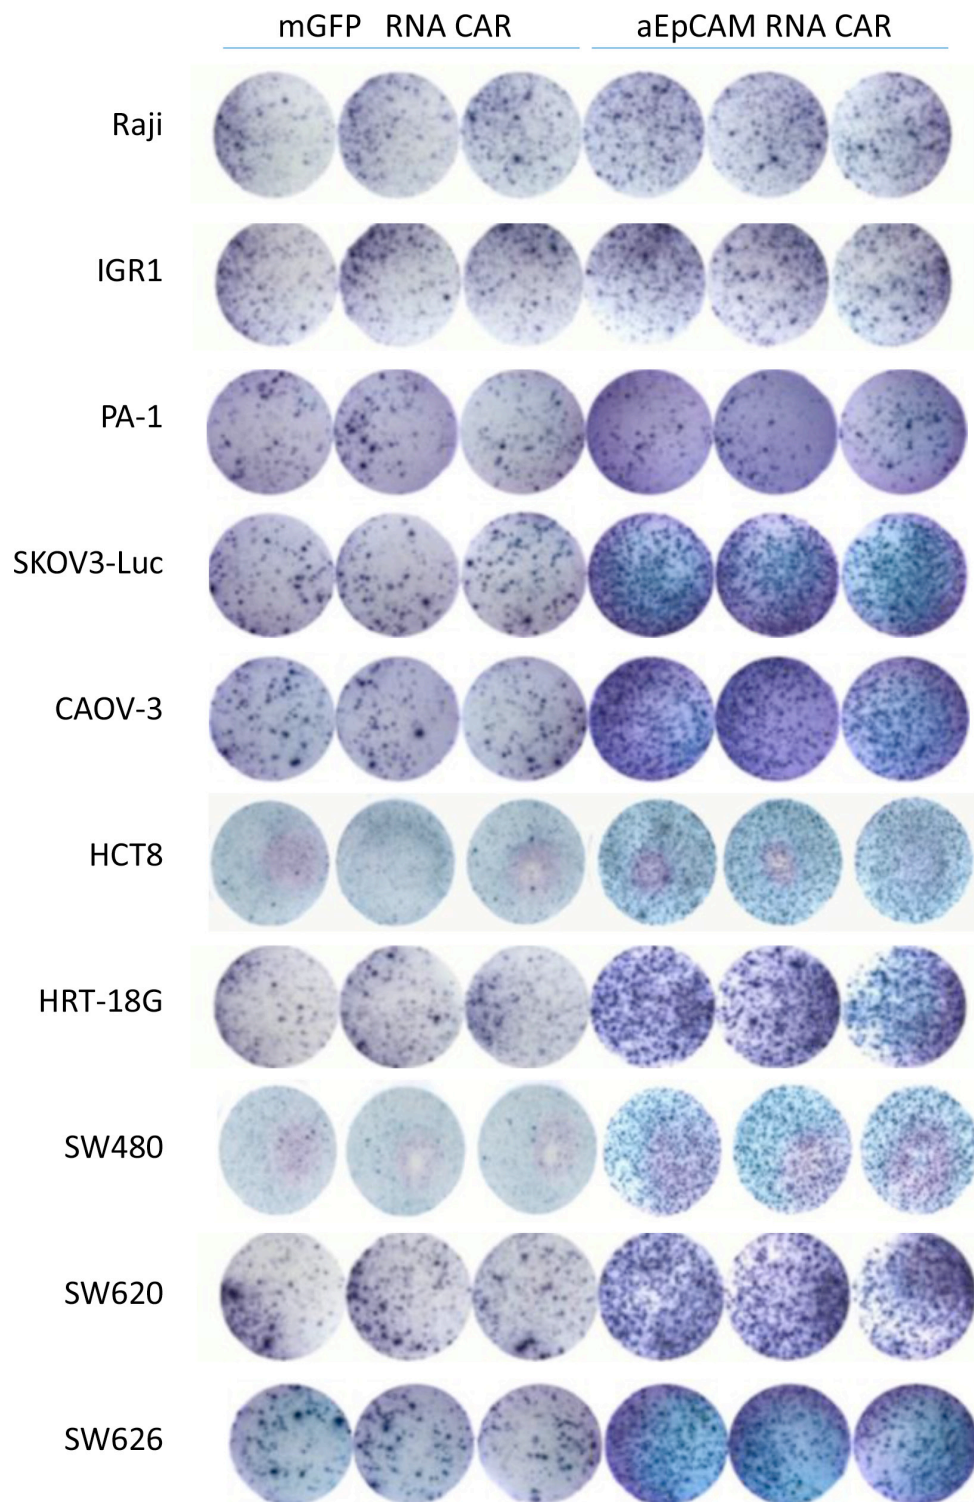 mGFP RNA CAR aEpCAM RNA CAR
Raji
IGR1
PA-1
SKOV3-Luc
CAOV-3
HCT8
HRT-18G
SW480
SW620
SW626